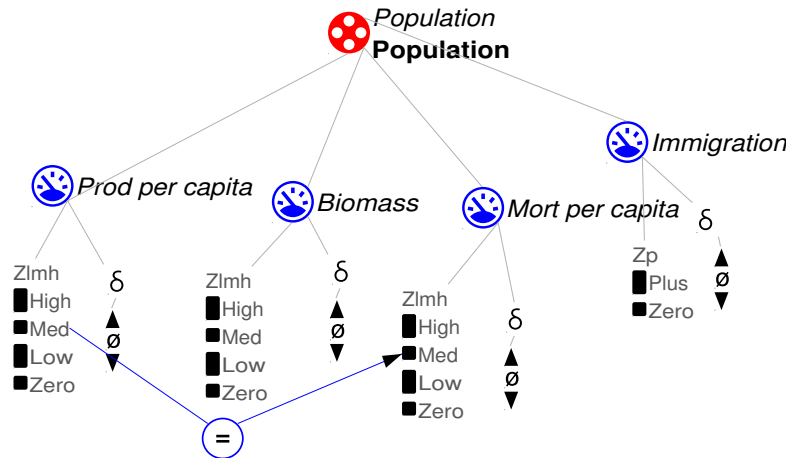 Population
Population
Immigration
Prod per capita
Biomass
Mort per capita
δ
Zlmh
High
Med
Low
Zero
δ
ø
Zlmh
High
Med
Low
Zero
δ
ø
Zlmh
High
Med
Low
Zero
δ
ø
Zp
Plus
Zero
ø
=